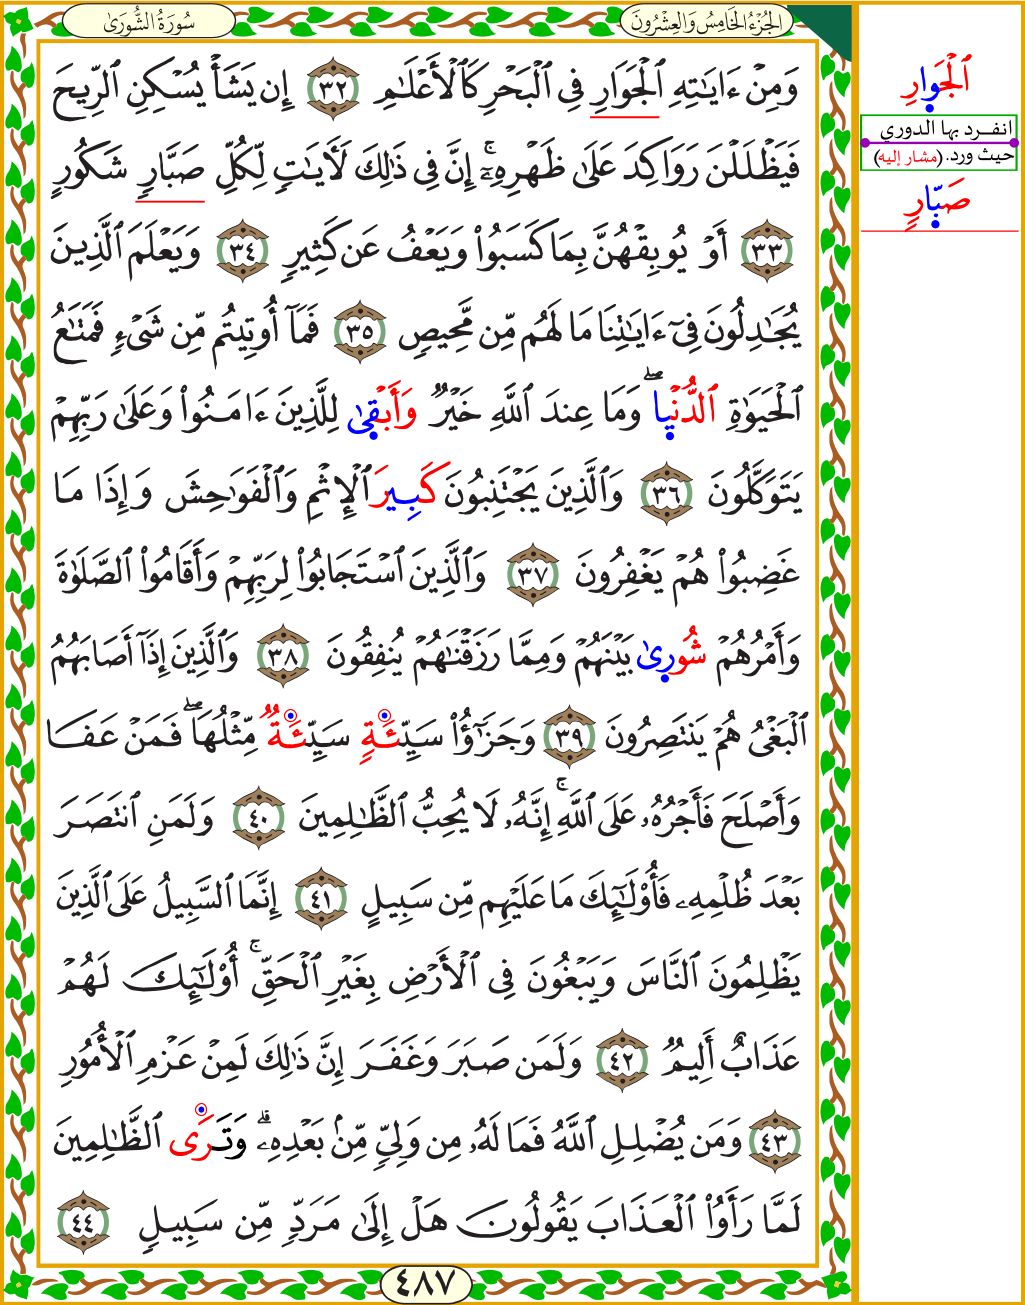 سُورَةُ الشُّورَىٰ
الجُزْءُ الخَامِسُ وَالعِشْرُونَ
وَمِنْ ءَايَٰتِهِ ٱلْجَوَارِ فِي ٱلْبَحْرِ كَٱلْأَعْلَٰمِ ٣٢ إِن يَشَأْ يُسْكِنِ ٱلرِّيحَ
فَيَظْلَلْنَ رَوَاكِدَ عَلَىٰ ظَهْرِهِۦٓۚ إِنَّ فِي ذَٰلِكَ لَأٓيَٰتٖ لِّكُلِّ صَبَّارٖ شَكُورٍ
٣٣ أَوْ يُوبِقْهُنَّ بِمَا كَسَبُواْ وَيَعْفُ عَن كَثِيرٖ ٣٤ وَيَعْلَمَ ٱلَّذِينَ
يُجَٰدِلُونَ فِيٓ ءَايَٰتِنَا مَا لَهُم مِّن مَّحِيصٖ ٣٥ فَمَآ أُوتِيتُم مِّن شَيْءٖ فَمَتَٰعُ
ٱلْحَيَوٰةِ ٱلدُّنْيٜاۖ وَمَا عِندَ ٱللَّهِ خَيْرٞ وَأَبْقٜىٰ لِلَّذِينَ ءَامَنُواْ وَعَلَىٰ رَبِّهِمْ
يَتَوَكَّلُونَ ٣٦ وَٱلَّذِينَ يَجْتَنِبُونَ كَبِيرَ ٱلْإِثْمِ وَٱلْفَوَٰحِشَ وَإِذَا مَا
غَضِبُواْ هُمْ يَغْفِرُونَ ٣٧ وَٱلَّذِينَ ٱسْتَجَابُواْ لِرَبِّهِمْ وَأَقَامُواْ ٱلصَّلَوٰةَ
وَأَمْرُهُمْ شُورٜىٰ بَيْنَهُمْ وَمِمَّا رَزَقْنَٰهُمْ يُنفِقُونَ ٣٨ وَٱلَّذِينَ إِذَآ أَصَابَهُمُ
ٱلْبَغْيُ هُمْ يَنتَصِرُونَ ٣٩ وَجَزَٰٓؤُاْ سَيِّئَةٖ سَيِّئَةٞ مِّثْلُهَاۖ فَمَنْ عَفَا
وَأَصْلَحَ فَأَجْرُهُۥ عَلَى ٱللَّهِۚ إِنَّهُۥ لَا يُحِبُّ ٱلظَّٰلِمِينَ ٤٠ وَلَمَنِ ٱنتَصَرَ
بَعْدَ ظُلْمِهِۦ فَأُوْلَٰٓئِكَ مَا عَلَيْهِم مِّن سَبِيلٍ ٤١ إِنَّمَا ٱلسَّبِيلُ عَلَى ٱلَّذِينَ
يَظْلِمُونَ ٱلنَّاسَ وَيَبْغُونَ فِي ٱلْأَرْضِ بِغَيْرِ ٱلْحَقِّۚ أُوْلَٰٓئِكَ لَهُمْ
عَذَابٌ أَلِيمٞ ٤٢ وَلَمَن صَبَرَ وَغَفَرَ إِنَّ ذَٰلِكَ لَمِنْ عَزْمِ ٱلْأُمُورِ
٤٣ وَمَن يُضْلِلِ ٱللَّهُ فَمَا لَهُۥ مِن وَلِيّٖ مِّنۢ بَعْدِهِۦۗ وَتَرَى ٱلظَّٰلِمِينَ
لَمَّا رَأَوُاْ ٱلْعَذَابَ يَقُولُونَ هَلْ إِلَىٰ مَرَدّٖ مِّن سَبِيلٖ ٤٤
٤٨٧
ٱلْجَوٜارِ
انفرد بها الدوري
حيث ورد. (مشار إليه)
صَبّٜارٖ